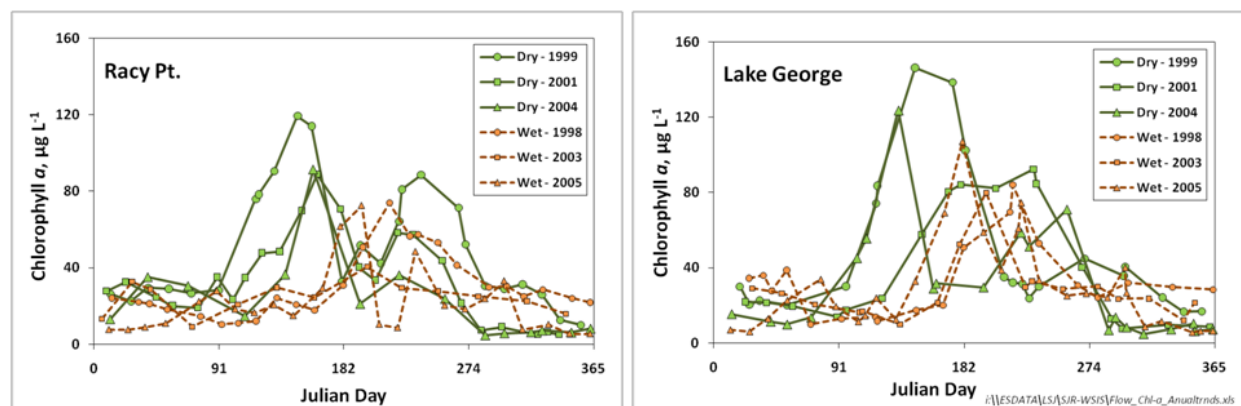 160
120
80
40
0
Chlorophyll a, µg L-1
Racy Pt.
Dry - 1999
Dry - 2001
Dry - 2004
Wet - 1998
Wet - 2003
Wet - 2005
0 91 182 274 365
Julian Day
160
120
80
40
0
Chlorophyll a, µg L-1
Lake George
Dry - 1999
Dry - 2001
Dry - 2004
Wet - 1998
Wet - 2003
Wet - 2005
0 91 182 274 365
Julian Day
i:\\ESDATA\LSJ\SJR-WSIS\Flow_Chl-a_Anualtrnds.xls